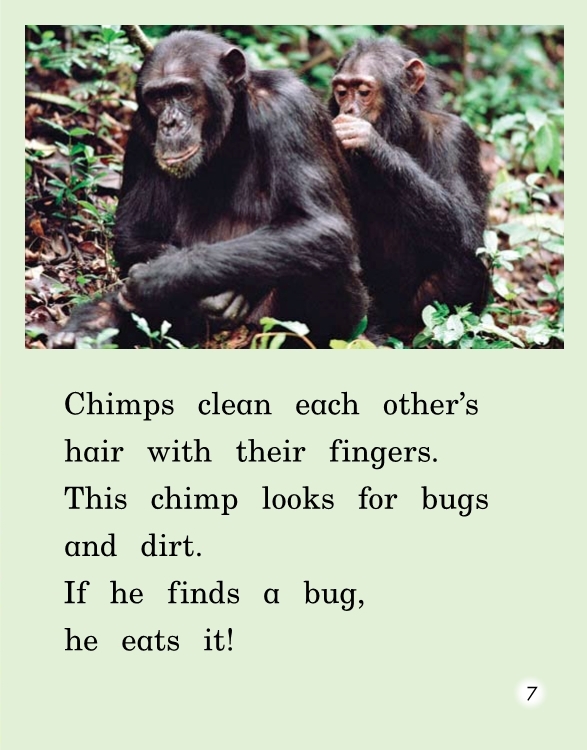 Chimps clean each other's
hair with their fingers.
This chimp looks for bugs
and dirt.
If he finds a bug,
he eats it!
7